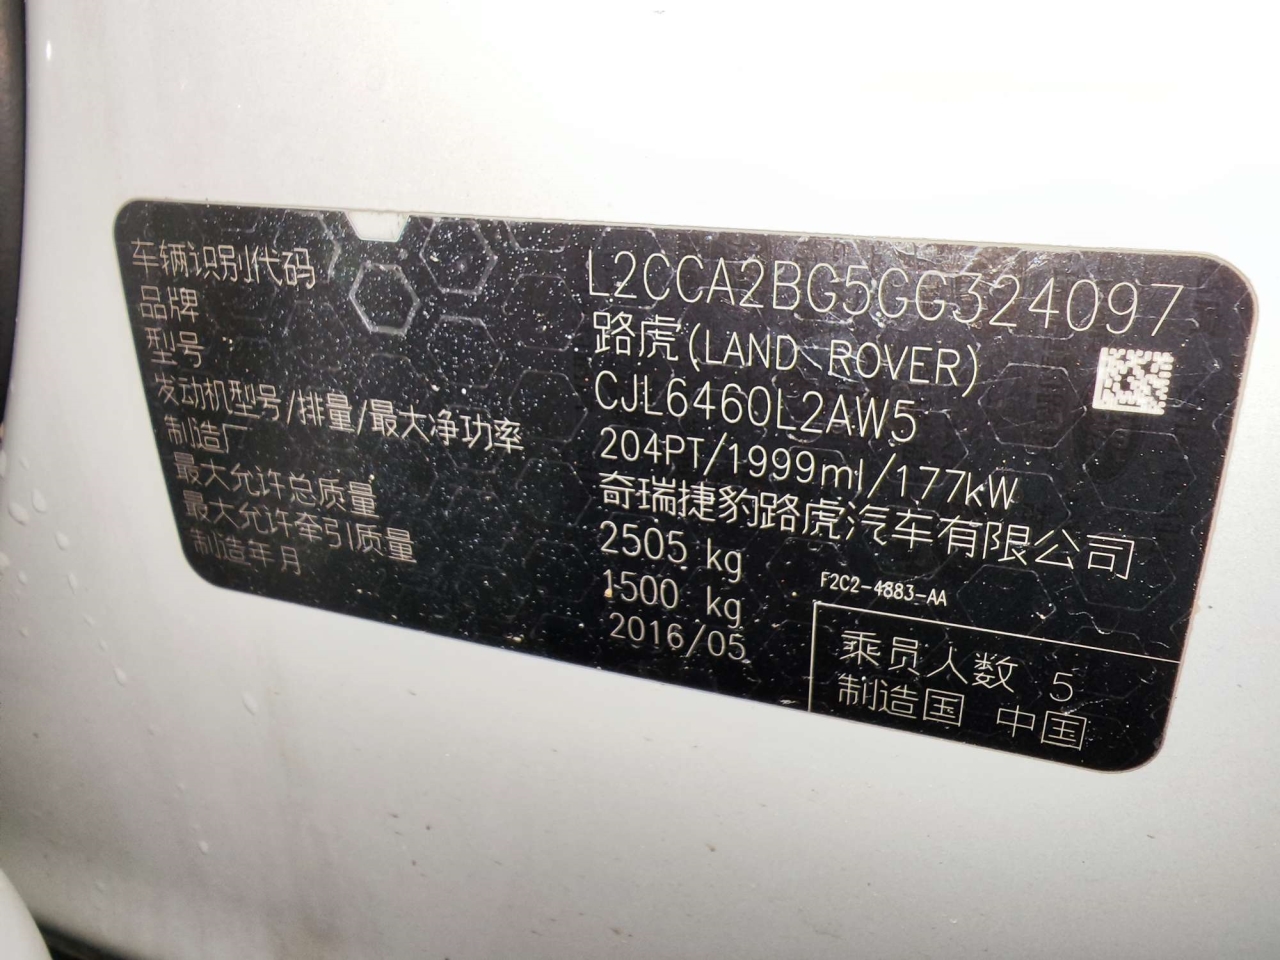 车辆识别代码 L2CCA2BG5GG324097
品牌 路虎(LAND ROVER)
型号 CJL6460L2AW5
发动机型号/排量/最大净功率 204PT/1999ml/177kW
制造厂 奇瑞捷豹路虎汽车有限公司
最大允许总质量 2505 kg
最大允许牵引质量 1500 kg
制造年月 2016/05
F2C2-4883-AA
乘员人数 5
制造国 中国